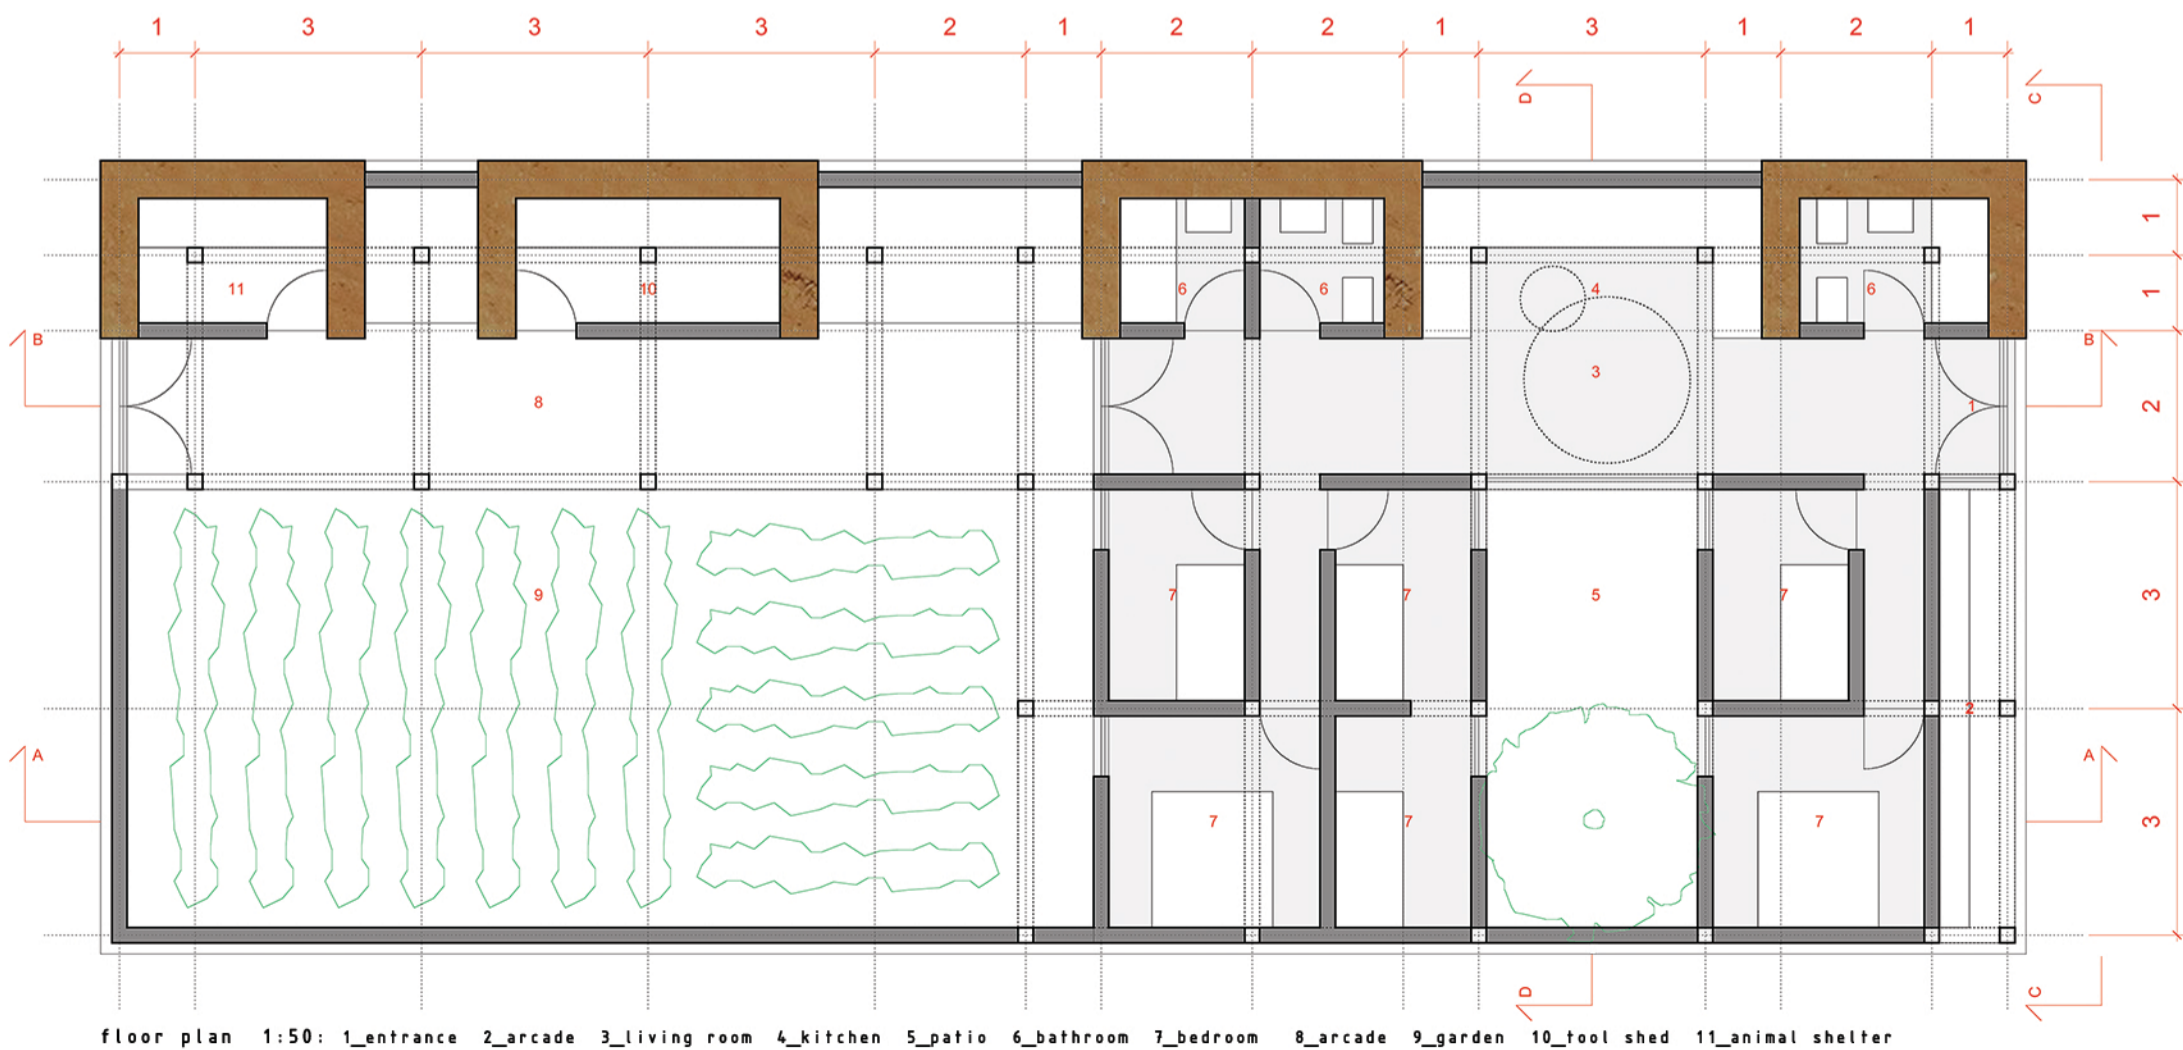 1 3 3 3 2 1 2 2 1 3 1 2 1
D C
1
11 10 6 6 4 6 1
B B
3
8 1 2
9 7 7 5 7 3
2
A A
7 7 7 3
D C
floor plan 1:50: 1_entrance 2_arcade 3_living room 4_kitchen 5_patio 6_bathroom 7_bedroom 8_arcade 9_garden 10_tool shed 11_animal shelter